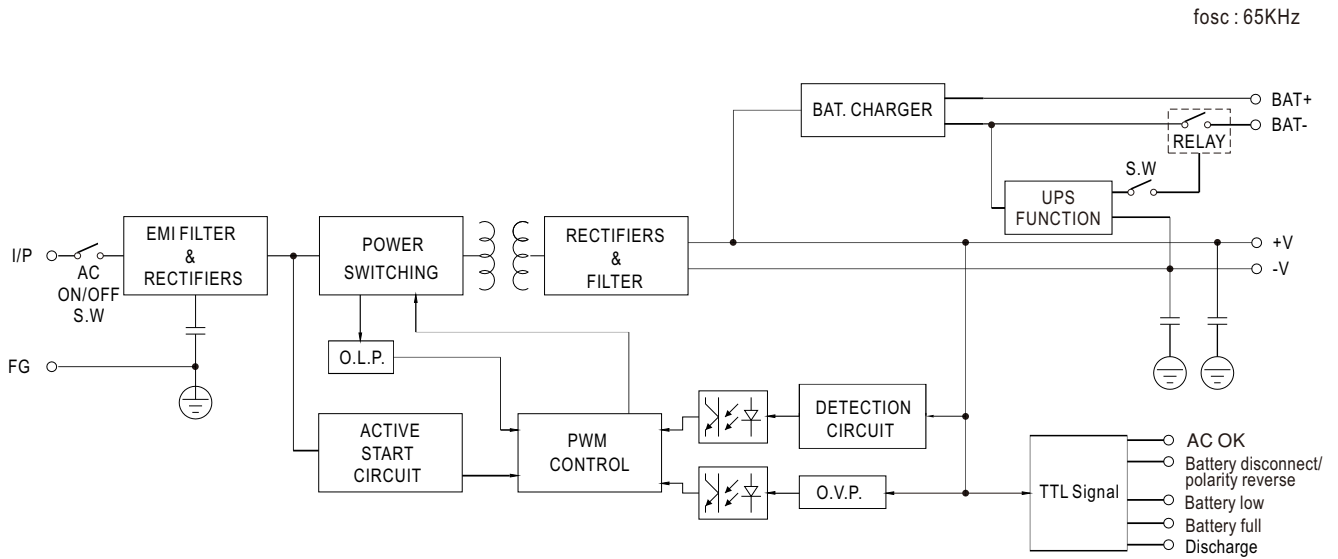 fosc : 65KHz
BAT. CHARGER
BAT+
BAT-
RELAY
S.W
UPS
FUNCTION
I/P
AC
ON/OFF
S.W
EMI FILTER
&
RECTIFIERS
POWER
SWITCHING
RECTIFIERS
&
FILTER
+V
-V
FG
O.L.P.
ACTIVE
START
CIRCUIT
PWM
CONTROL
DETECTION
CIRCUIT
O.V.P.
TTL Signal
AC OK
Battery disconnect/
polarity reverse
Battery low
Battery full
Discharge